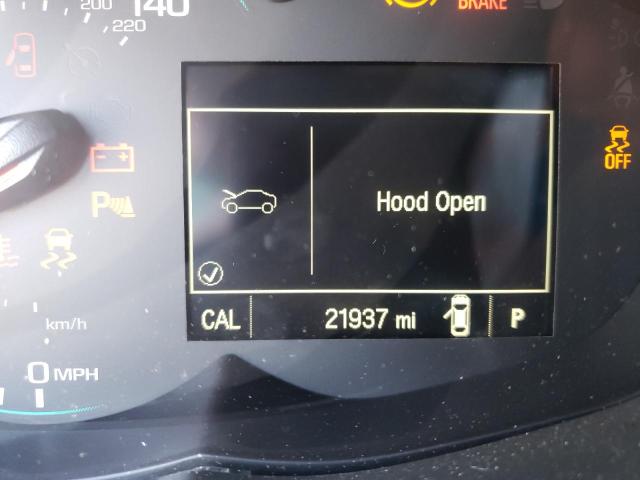 200
140
220
BRAKE
Hood Open
OFF
P
CAL
21937 mi
P
km/h
0 MPH